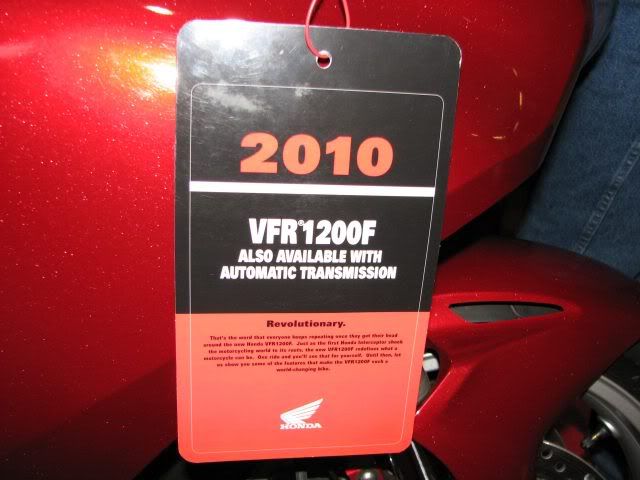 2010
VFR®1200F
ALSO AVAILABLE WITH
AUTOMATIC TRANSMISSION
Revolutionary.
That's the word that everyone keeps repeating once they get their head
around the new Honda VFR1200F. Just as the first Honda Interceptor shook
the motorcycling world to its roots, the new VFR1200F redefines what a
motorcycle can be. One ride and you'll see that for yourself. Until then, let
us show you some of the features that make the VFR1200F such a
world-changing bike.
HONDA